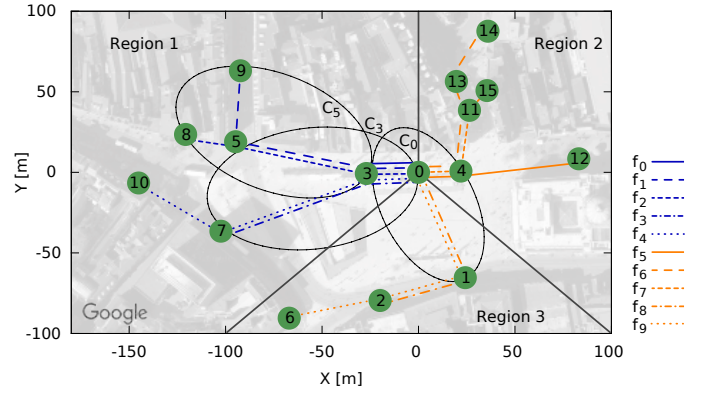 100
50
0
-50
-100
Y [m]
Region 1
Region 2
Region 3
C5
C3
C0
14
9
13
15
11
8
5
12
3
0
4
10
7
1
2
6
Google
-150
-100
-50
0
50
100
X [m]
f0
f1
f2
f3
f4
f5
f6
f7
f8
f9